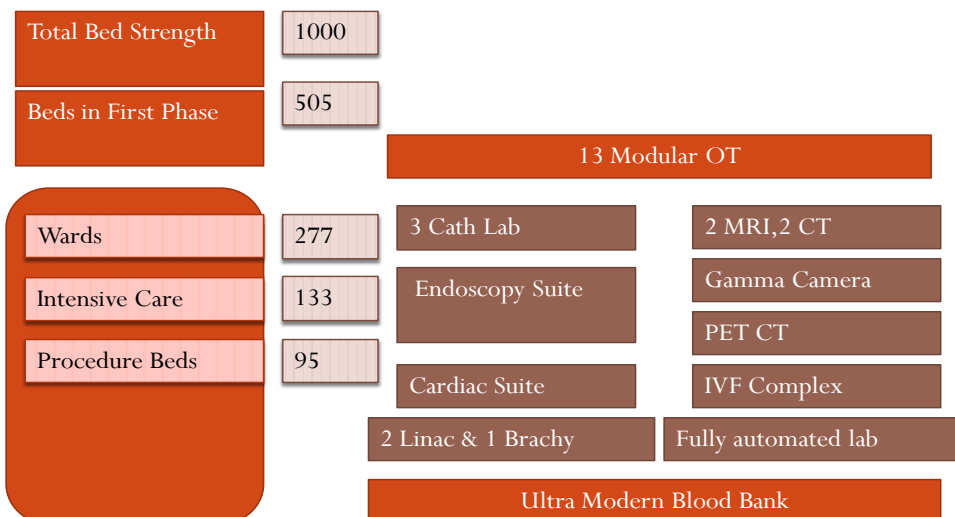 Total Bed Strength
1000
Beds in First Phase
505
13 Modular OT
Wards
277
3 Cath Lab
2 MRI,2 CT
Intensive Care
133
Endoscopy Suite
Gamma Camera
Procedure Beds
95
PET CT
Cardiac Suite
IVF Complex
2 Linac & 1 Brachy
Fully automated lab
Ultra Modern Blood Bank